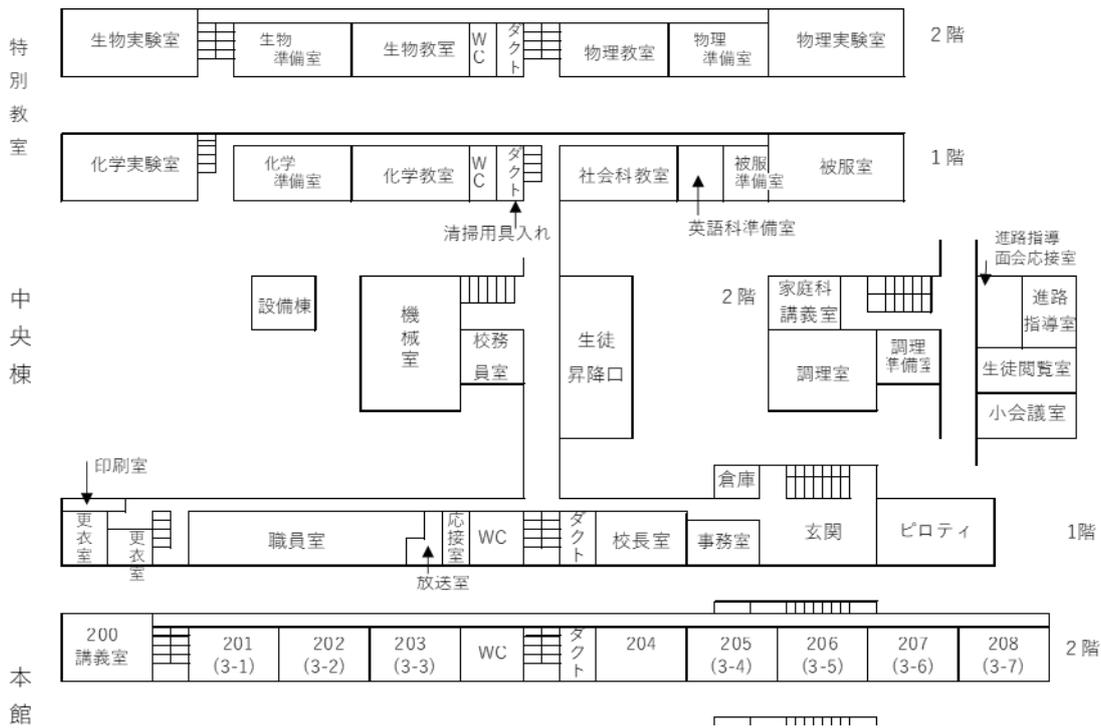 特別教室
生物実験室
生物
準備室
生物教室
WC
ダクト
物理教室
物理
準備室
物理実験室
2階
化学実験室
化学
準備室
化学教室
WC
ダクト
社会科教室
被服
準備室
被服室
1階
清掃用具入れ
英語科準備室
中央棟
設備棟
機械室
校務
員室
生徒
昇降口
2階
家庭科
講義室
調理室
調理
準備室
進路指導
面会応接室
進路
指導室
生徒閲覧室
小会議室
印刷室
更衣室
更衣室
職員室
放送室
応接室
WC
ダクト
校長室
倉庫
事務室
玄関
ピロティ
1階
本館
200
講義室
201
(3-1)
202
(3-2)
203
(3-3)
WC
ダクト
204
205
(3-4)
206
(3-5)
207
(3-6)
208
(3-7)
2階